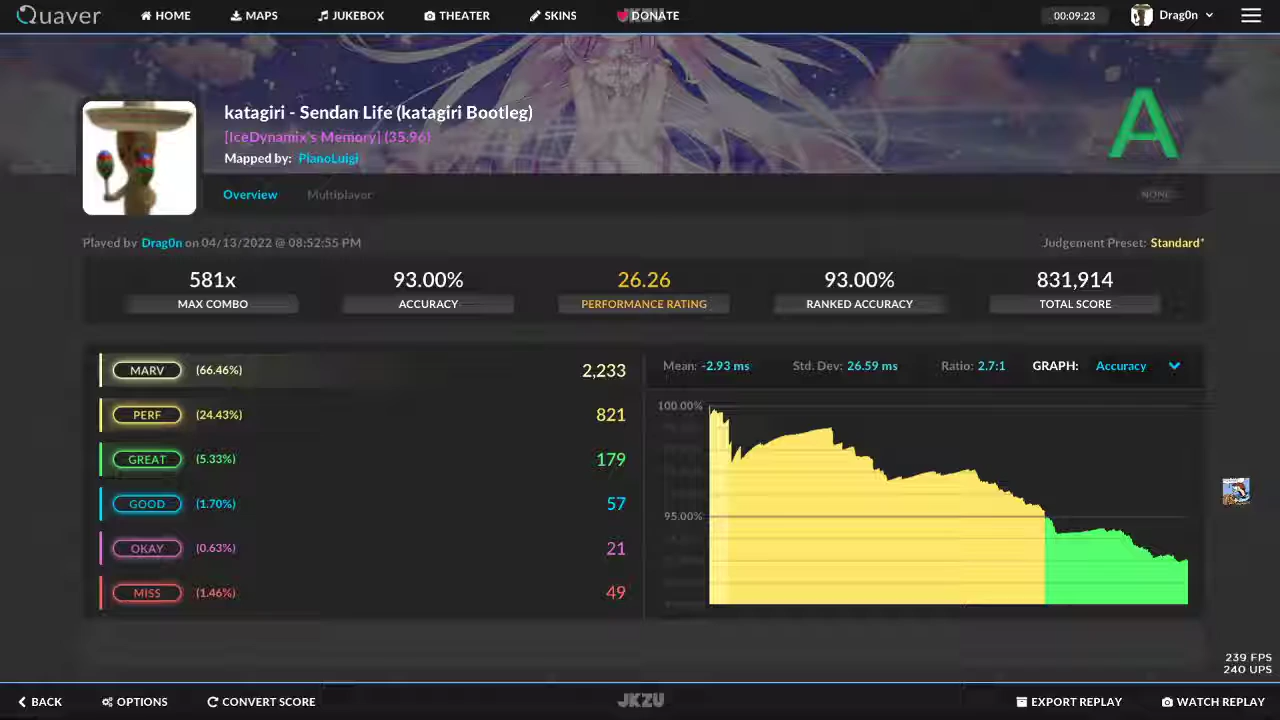 Quaver HOME MAPS JUKEBOX THEATER SKINS DONATE 00:09:23 Drag0n
katagiri - Sendan Life (katagiri Bootleg)
[IceDynamix's Memory] (35.96)
Mapped by: PianoLuigi
A
Overview Multiplayer NONE
Played by Drag0n on 04/13/2022 @ 08:52:55 PM Judgement Preset: Standard*
581x 93.00% 26.26 93.00% 831,914
MAX COMBO ACCURACY PERFORMANCE RATING RANKED ACCURACY TOTAL SCORE
MARV (66.46%) 2,233
PERF (24.43%) 821
GREAT (5.33%) 179
GOOD (1.70%) 57
OKAY (0.63%) 21
MISS (1.46%) 49
Mean: -2.93 ms Std. Dev: 26.59 ms Ratio: 2.7:1 GRAPH: Accuracy
100.00%
95.00%
239 FPS
240 UPS
BACK OPTIONS CONVERT SCORE JKZU EXPORT REPLAY WATCH REPLAY